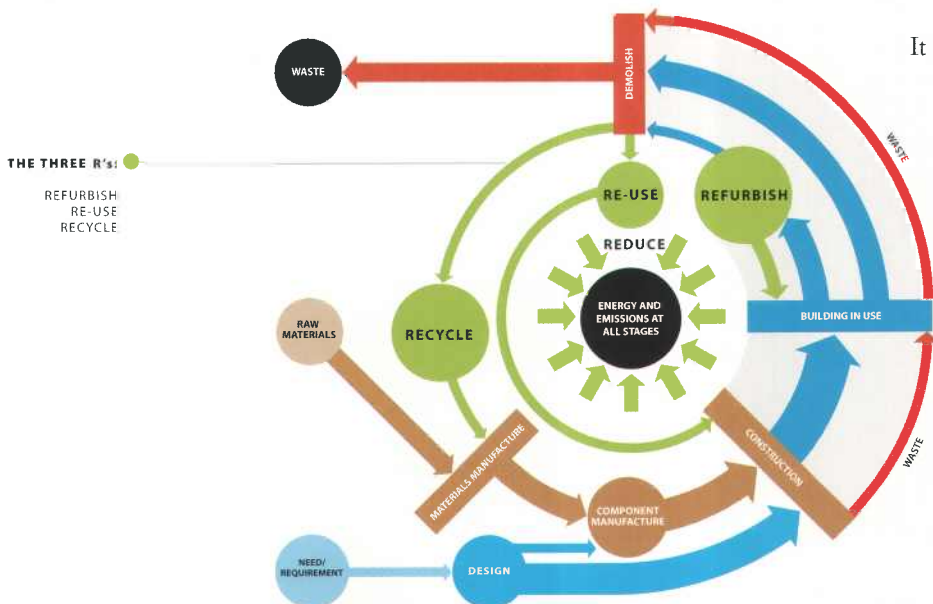 It
WASTE
DEMOLISH
WASTE
THE THREE R's:
REFURBISH
RE-USE
RECYCLE
RE-USE
REFURBISH
REDUCE
ENERGY AND
EMISSIONS AT
ALL STAGES
BUILDING IN USE
RAW
MATERIALS
RECYCLE
MATERIALS MANUFACTURE
CONSTRUCTION
WASTE
COMPONENT
MANUFACTURE
NEED/
REQUIREMENT
DESIGN